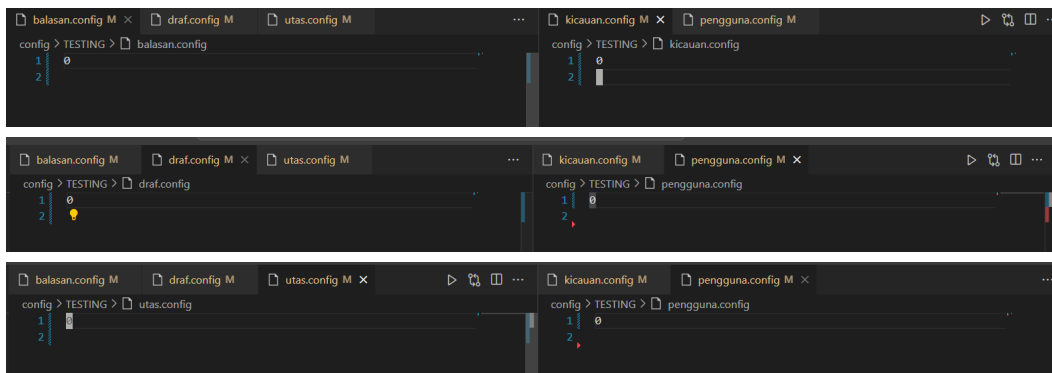 balasan.config M draf.config M utas.config M
config > TESTING > balasan.config
1 0
2
kicauan.config M pengguna.config M
config > TESTING > kicauan.config
1 0
2
balasan.config M draf.config M utas.config M
config > TESTING > draf.config
1 0
2
kicauan.config M pengguna.config M
config > TESTING > pengguna.config
1 0
2
balasan.config M draf.config M utas.config M
config > TESTING > utas.config
1 0
2
kicauan.config M pengguna.config M
config > TESTING > pengguna.config
1 0
2